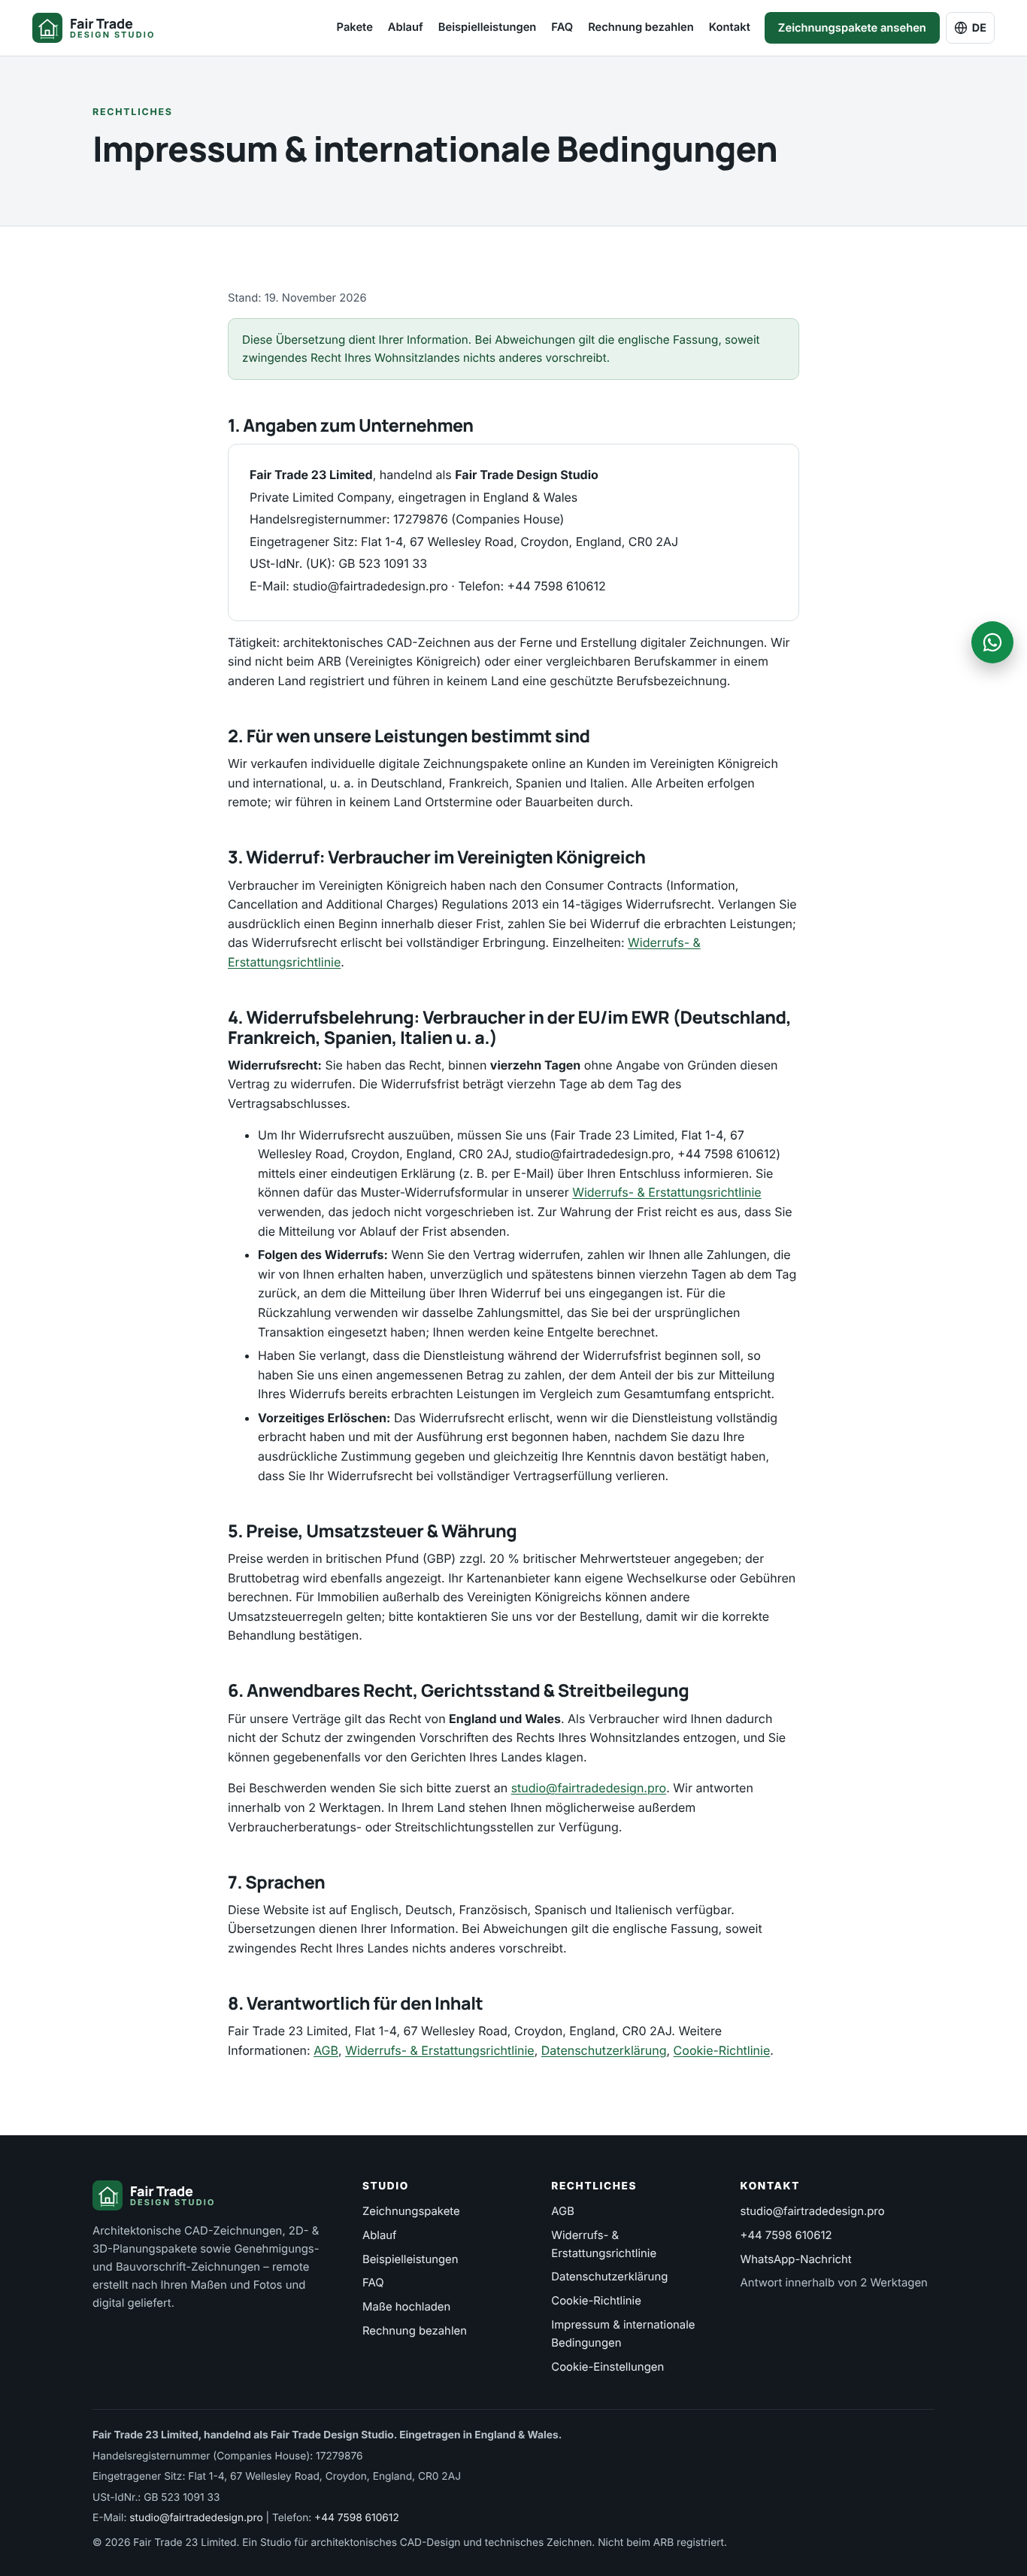 Fair Trade
DESIGN STUDIO
Pakete
Ablauf
Beispielleistungen
FAQ
Rechnung bezahlen
Kontakt
Zeichnungspakete ansehen
DE
RECHTLICHES
Impressum & internationale Bedingungen
Stand: 19. November 2026
Diese Übersetzung dient Ihrer Information. Bei Abweichungen gilt die englische Fassung, soweit
zwingendes Recht Ihres Wohnsitzlandes nichts anderes vorschreibt.
1. Angaben zum Unternehmen
Fair Trade 23 Limited, handelnd als Fair Trade Design Studio
Private Limited Company, eingetragen in England & Wales
Handelsregisternummer: 17279876 (Companies House)
Eingetragener Sitz: Flat 1-4, 67 Wellesley Road, Croydon, England, CR0 2AJ
USt-IdNr. (UK): GB 523 1091 33
E-Mail: studio@fairtradedesign.pro · Telefon: +44 7598 610612
Tätigkeit: architektonisches CAD-Zeichnen aus der Ferne und Erstellung digitaler Zeichnungen. Wir
sind nicht beim ARB (Vereinigtes Königreich) oder einer vergleichbaren Berufskammer in einem
anderen Land registriert und führen in keinem Land eine geschützte Berufsbezeichnung.
2. Für wen unsere Leistungen bestimmt sind
Wir verkaufen individuelle digitale Zeichnungspakete online an Kunden im Vereinigten Königreich
und international, u. a. in Deutschland, Frankreich, Spanien und Italien. Alle Arbeiten erfolgen
remote; wir führen in keinem Land Ortstermine oder Bauarbeiten durch.
3. Widerruf: Verbraucher im Vereinigten Königreich
Verbraucher im Vereinigten Königreich haben nach den Consumer Contracts (Information,
Cancellation and Additional Charges) Regulations 2013 ein 14-tägiges Widerrufsrecht. Verlangen Sie
ausdrücklich einen Beginn innerhalb dieser Frist, zahlen Sie bei Widerruf die erbrachten Leistungen;
das Widerrufsrecht erlischt bei vollständiger Erbringung. Einzelheiten: Widerrufs- &
Erstattungsrichtlinie.
4. Widerrufsbelehrung: Verbraucher in der EU/im EWR (Deutschland,
Frankreich, Spanien, Italien u. a.)
Widerrufsrecht: Sie haben das Recht, binnen vierzehn Tagen ohne Angabe von Gründen diesen
Vertrag zu widerrufen. Die Widerrufsfrist beträgt vierzehn Tage ab dem Tag des
Vertragsabschlusses.
• Um Ihr Widerrufsrecht auszuüben, müssen Sie uns (Fair Trade 23 Limited, Flat 1-4, 67
Wellesley Road, Croydon, England, CR0 2AJ, studio@fairtradedesign.pro, +44 7598 610612)
mittels einer eindeutigen Erklärung (z. B. per E-Mail) über Ihren Entschluss informieren. Sie
können dafür das Muster-Widerrufsformular in unserer Widerrufs- & Erstattungsrichtlinie
verwenden, das jedoch nicht vorgeschrieben ist. Zur Wahrung der Frist reicht es aus, dass Sie
die Mitteilung vor Ablauf der Frist absenden.
• Folgen des Widerrufs: Wenn Sie den Vertrag widerrufen, zahlen wir Ihnen alle Zahlungen, die
wir von Ihnen erhalten haben, unverzüglich und spätestens binnen vierzehn Tagen ab dem Tag
zurück, an dem die Mitteilung über Ihren Widerruf bei uns eingegangen ist. Für die
Rückzahlung verwenden wir dasselbe Zahlungsmittel, das Sie bei der ursprünglichen
Transaktion eingesetzt haben; Ihnen werden keine Entgelte berechnet.
• Haben Sie verlangt, dass die Dienstleistung während der Widerrufsfrist beginnen soll, so
haben Sie uns einen angemessenen Betrag zu zahlen, der dem Anteil der bis zur Mitteilung
Ihres Widerrufs bereits erbrachten Leistungen im Vergleich zum Gesamtumfang entspricht.
• Vorzeitiges Erlöschen: Das Widerrufsrecht erlischt, wenn wir die Dienstleistung vollständig
erbracht haben und mit der Ausführung erst begonnen haben, nachdem Sie dazu Ihre
ausdrückliche Zustimmung gegeben und gleichzeitig Ihre Kenntnis davon bestätigt haben,
dass Sie Ihr Widerrufsrecht bei vollständiger Vertragserfüllung verlieren.
5. Preise, Umsatzsteuer & Währung
Preise werden in britischen Pfund (GBP) zzgl. 20 % britischer Mehrwertsteuer angegeben; der
Bruttobetrag wird ebenfalls angezeigt. Ihr Kartenanbieter kann eigene Wechselkurse oder Gebühren
berechnen. Für Immobilien außerhalb des Vereinigten Königreichs können andere
Umsatzsteuerregeln gelten; bitte kontaktieren Sie uns vor der Bestellung, damit wir die korrekte
Behandlung bestätigen.
6. Anwendbares Recht, Gerichtsstand & Streitbeilegung
Für unsere Verträge gilt das Recht von England und Wales. Als Verbraucher wird Ihnen dadurch
nicht der Schutz der zwingenden Vorschriften des Rechts Ihres Wohnsitzlandes entzogen, und Sie
können gegebenenfalls vor den Gerichten Ihres Landes klagen.
Bei Beschwerden wenden Sie sich bitte zuerst an studio@fairtradedesign.pro. Wir antworten
innerhalb von 2 Werktagen. In Ihrem Land stehen Ihnen möglicherweise außerdem
Verbraucherberatungs- oder Streitschlichtungsstellen zur Verfügung.
7. Sprachen
Diese Website ist auf Englisch, Deutsch, Französisch, Spanisch und Italienisch verfügbar.
Übersetzungen dienen Ihrer Information. Bei Abweichungen gilt die englische Fassung, soweit
zwingendes Recht Ihres Landes nichts anderes vorschreibt.
8. Verantwortlich für den Inhalt
Fair Trade 23 Limited, Flat 1-4, 67 Wellesley Road, Croydon, England, CR0 2AJ. Weitere
Informationen: AGB, Widerrufs- & Erstattungsrichtlinie, Datenschutzerklärung, Cookie-Richtlinie.
Fair Trade
DESIGN STUDIO
Architektonische CAD-Zeichnungen, 2D- &
3D-Planungspakete sowie Genehmigungs-
und Bauvorschrift-Zeichnungen – remote
erstellt nach Ihren Maßen und Fotos und
digital geliefert.
STUDIO
Zeichnungspakete
Ablauf
Beispielleistungen
FAQ
Maße hochladen
Rechnung bezahlen
RECHTLICHES
AGB
Widerrufs- &
Erstattungsrichtlinie
Datenschutzerklärung
Cookie-Richtlinie
Impressum & internationale
Bedingungen
Cookie-Einstellungen
KONTAKT
studio@fairtradedesign.pro
+44 7598 610612
WhatsApp-Nachricht
Antwort innerhalb von 2 Werktagen
Fair Trade 23 Limited, handelnd als Fair Trade Design Studio. Eingetragen in England & Wales.
Handelsregisternummer (Companies House): 17279876
Eingetragener Sitz: Flat 1-4, 67 Wellesley Road, Croydon, England, CR0 2AJ
USt-IdNr.: GB 523 1091 33
E-Mail: studio@fairtradedesign.pro | Telefon: +44 7598 610612
© 2026 Fair Trade 23 Limited. Ein Studio für architektonisches CAD-Design und technisches Zeichnen. Nicht beim ARB registriert.